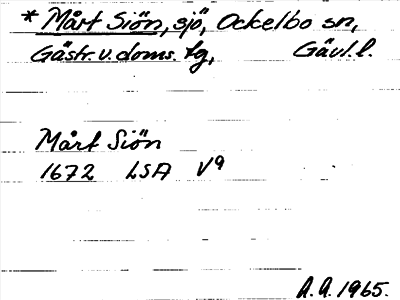 * Mårt Siön, sjö, Ockelbo sn,
Gästr. v. doms. tg, Gävl. l.
Mårt Siön
1672 LSA V9
A.A. 1965.